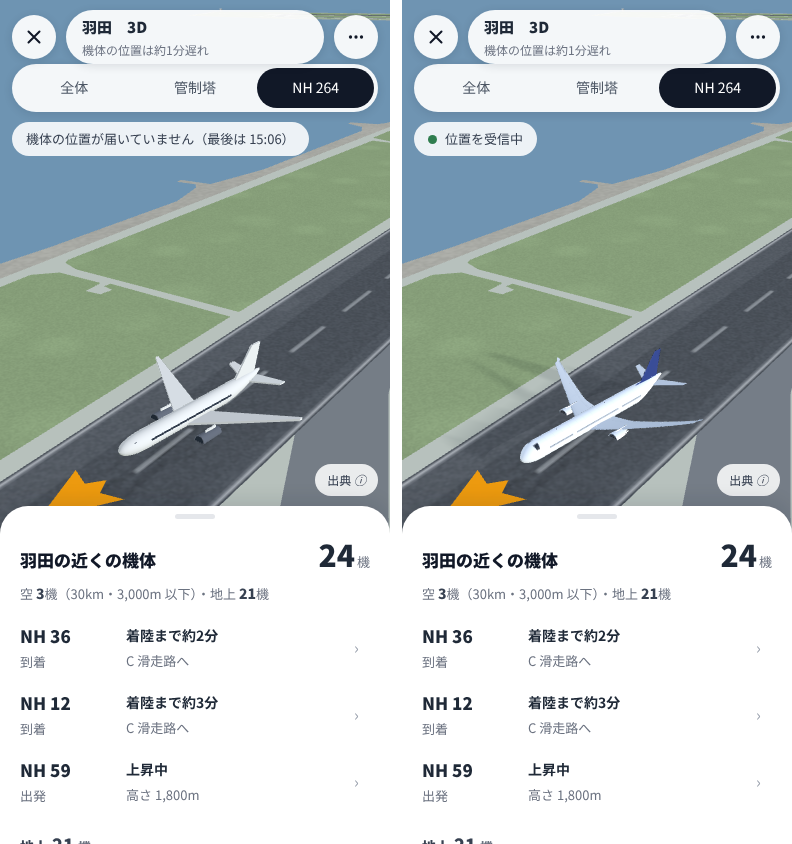 羽田 3D
機体の位置は約1分遅れ
全体 管制塔 NH 264
機体の位置が届いていません（最後は 15:06）
出典 ⓘ
羽田の近くの機体 24機
空 3機（30km・3,000m 以下）・地上 21機
NH 36 着陸まで約2分
到着 C 滑走路へ
NH 12 着陸まで約3分
到着 C 滑走路へ
NH 59 上昇中
出発 高さ 1,800m
地上 21 機
羽田 3D
機体の位置は約1分遅れ
全体 管制塔 NH 264
位置を受信中
出典 ⓘ
羽田の近くの機体 24機
空 3機（30km・3,000m 以下）・地上 21機
NH 36 着陸まで約2分
到着 C 滑走路へ
NH 12 着陸まで約3分
到着 C 滑走路へ
NH 59 上昇中
出発 高さ 1,800m
地上 21 機